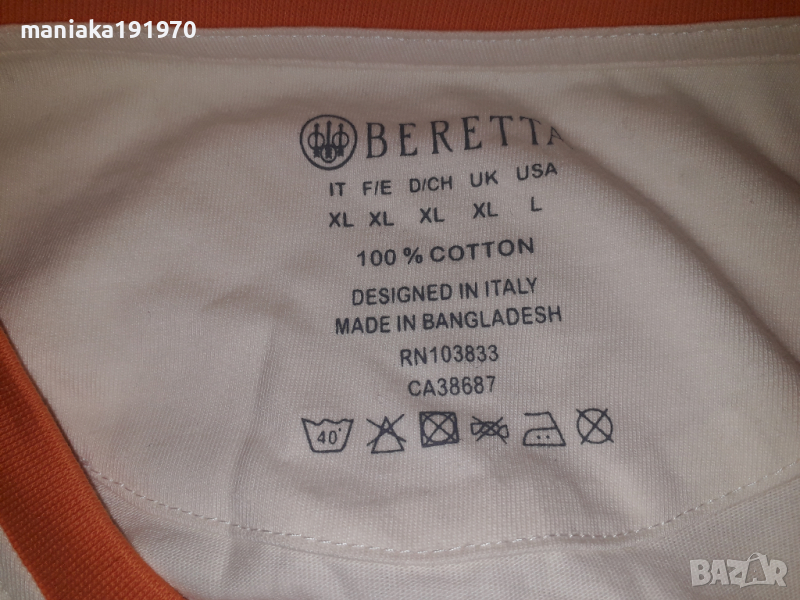 maniaka191970
BERETTA
IT F/E D/CH UK USA
XL XL XL XL L
100 % COTTON
DESIGNED IN ITALY
MADE IN BANGLADESH
RN103833
CA38687
40°
BAZAR